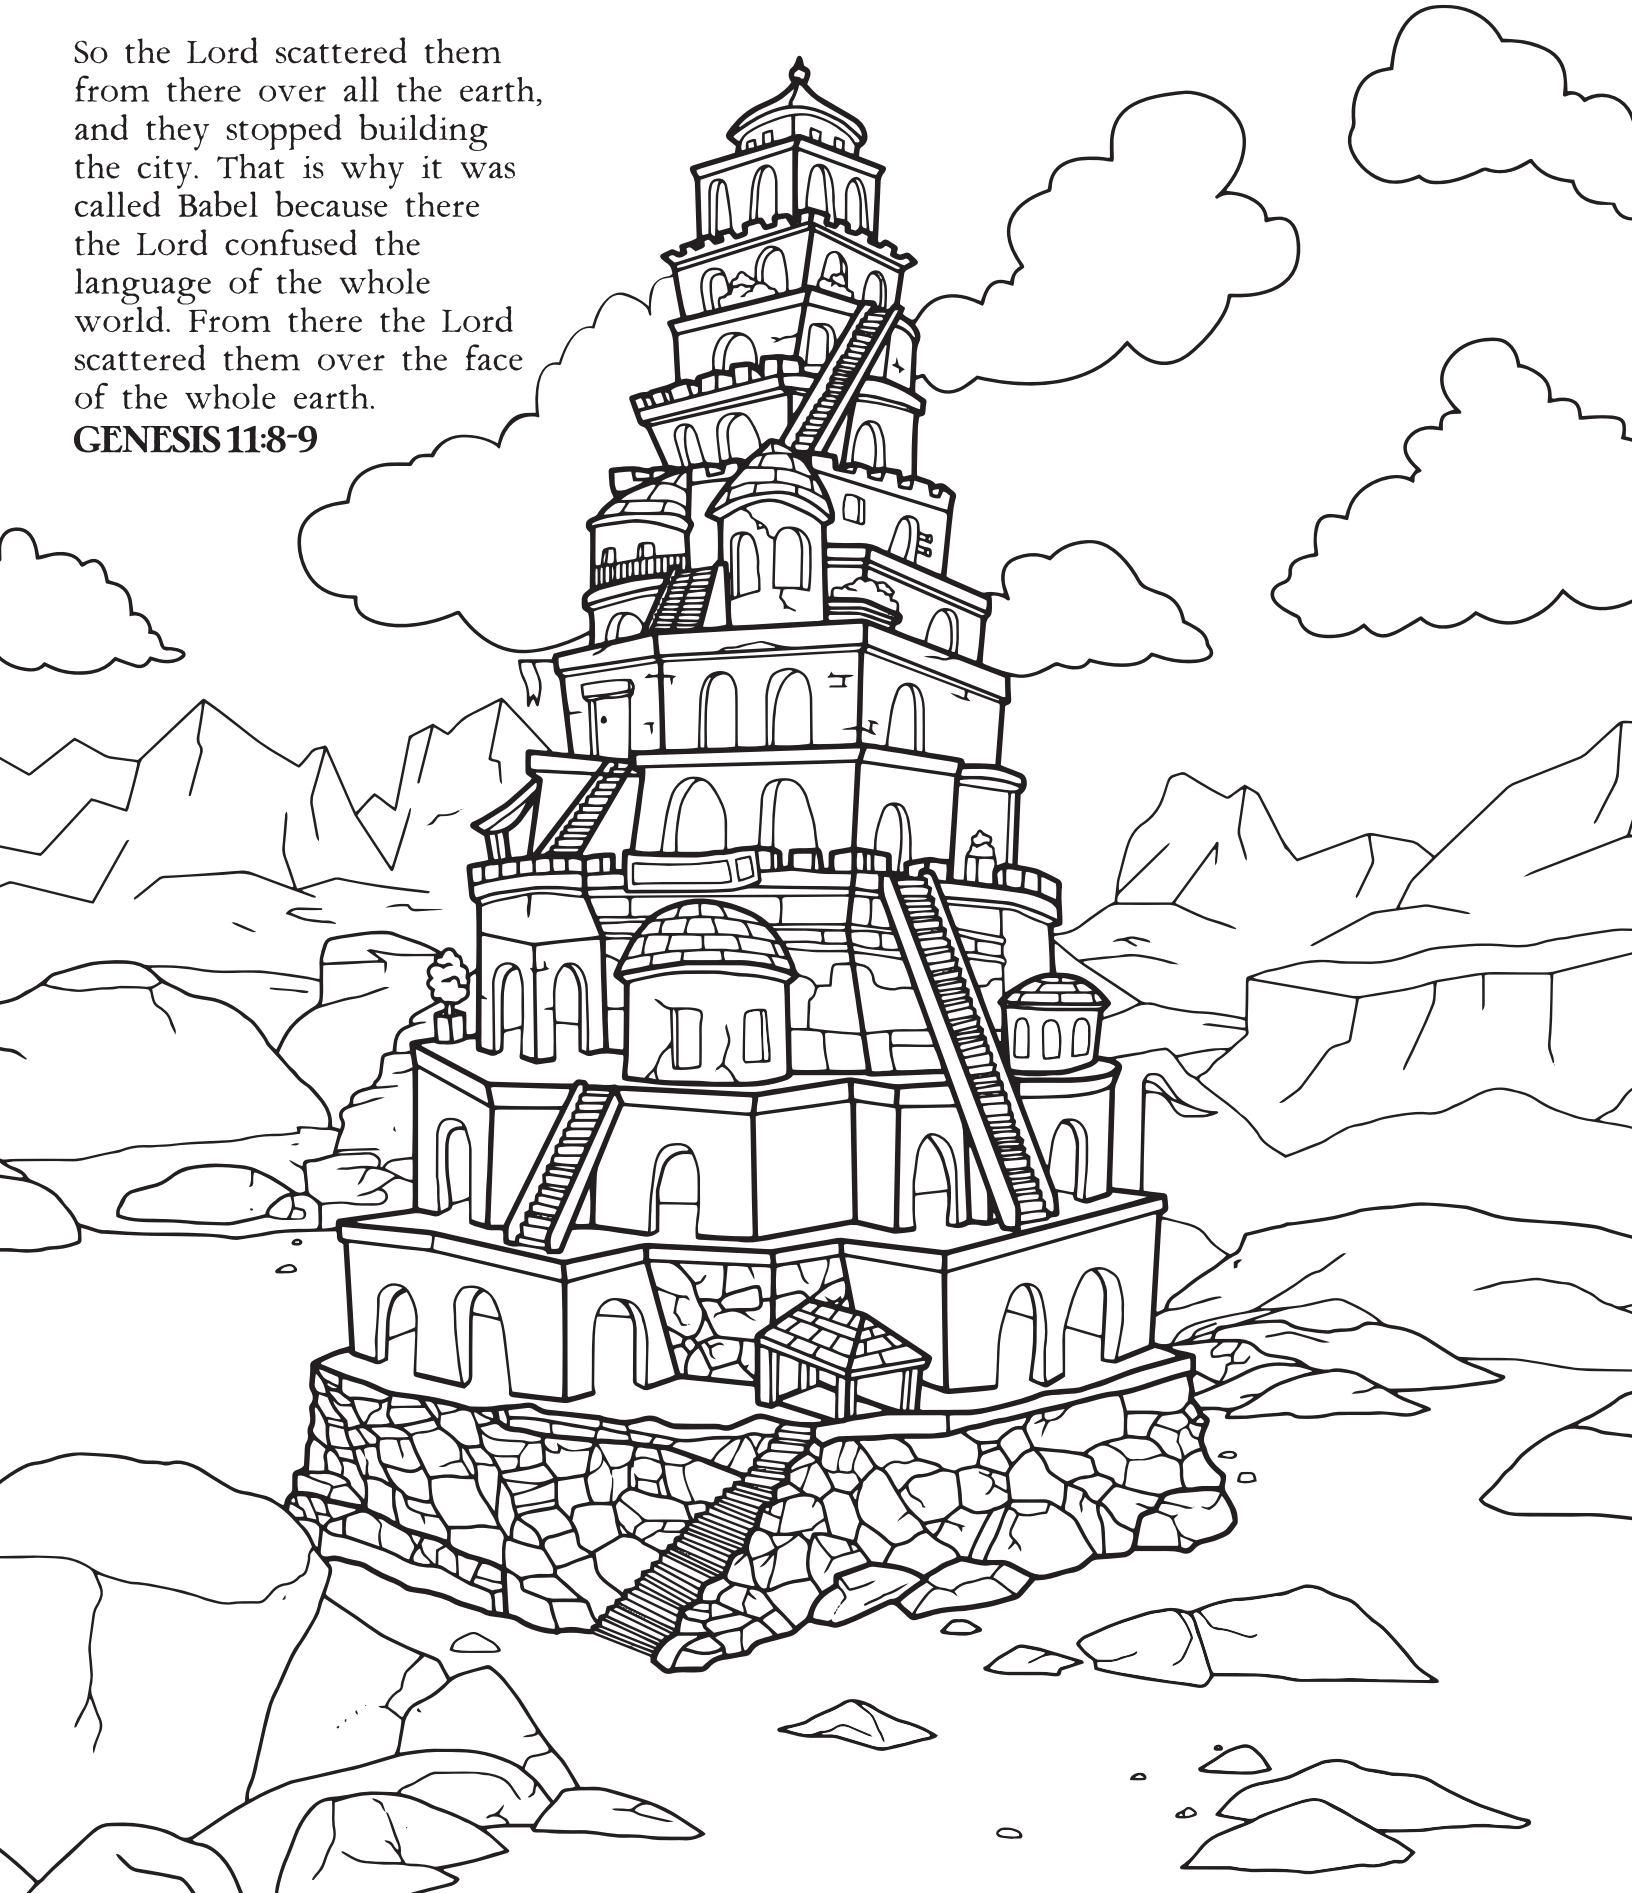 So the Lord scattered them
from there over all the earth,
and they stopped building
the city. That is why it was
called Babel because there
the Lord confused the
language of the whole
world. From there the Lord
scattered them over the face
of the whole earth.
GENESIS 11:8-9